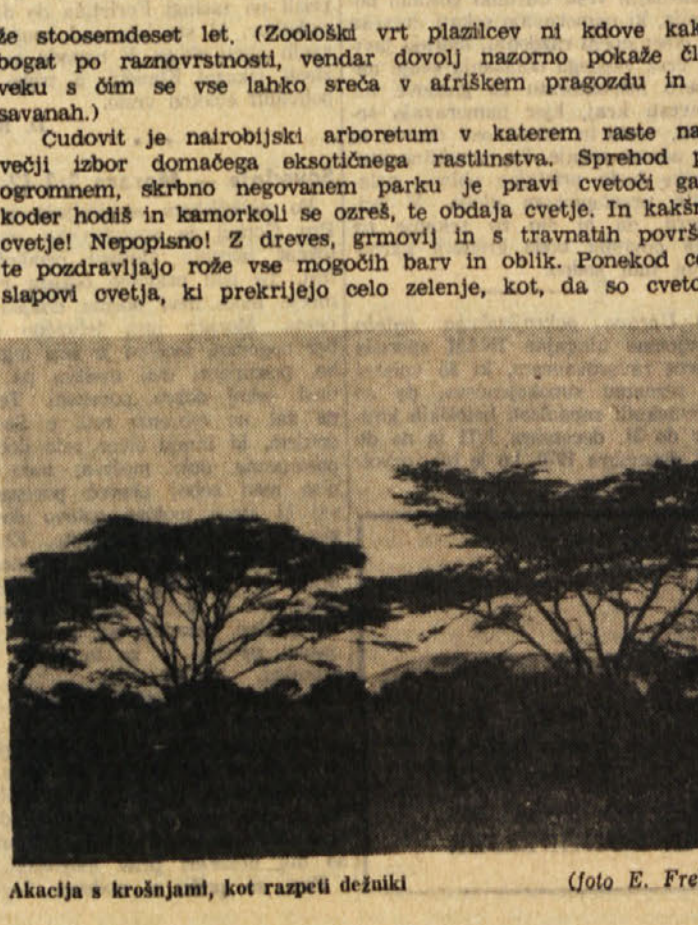 že stoosemdeset let. (Zoološki vrt plazilcev ni kdove kak
bogat po raznovrstnosti, vendar dovolj nazorno pokaže čl
veku s čim se vse lahko sreča v afriškem pragozdu in
savanah.)
Čudovit je nairobijski arboretum v katerem raste na
večji izbor domačega eksotičnega rastlinstva. Sprehod p
ogromnem, skrbno negovanem parku je pravi cvetoči ga
koder hodiš in kamorkoli se ozreš, te obdaja cvetje. In kakšn
cvetje! Nepopisno! Z dreves, grmovij in s travnatih površ
te pozdravljajo rože vse mogočih barv in oblik. Ponekod ce
slapovi cvetja, ki prekrijejo celo zelenje, kot, da so cveto
Akacija s krošnjami, kot razpeti dežniki
(foto E. Fre